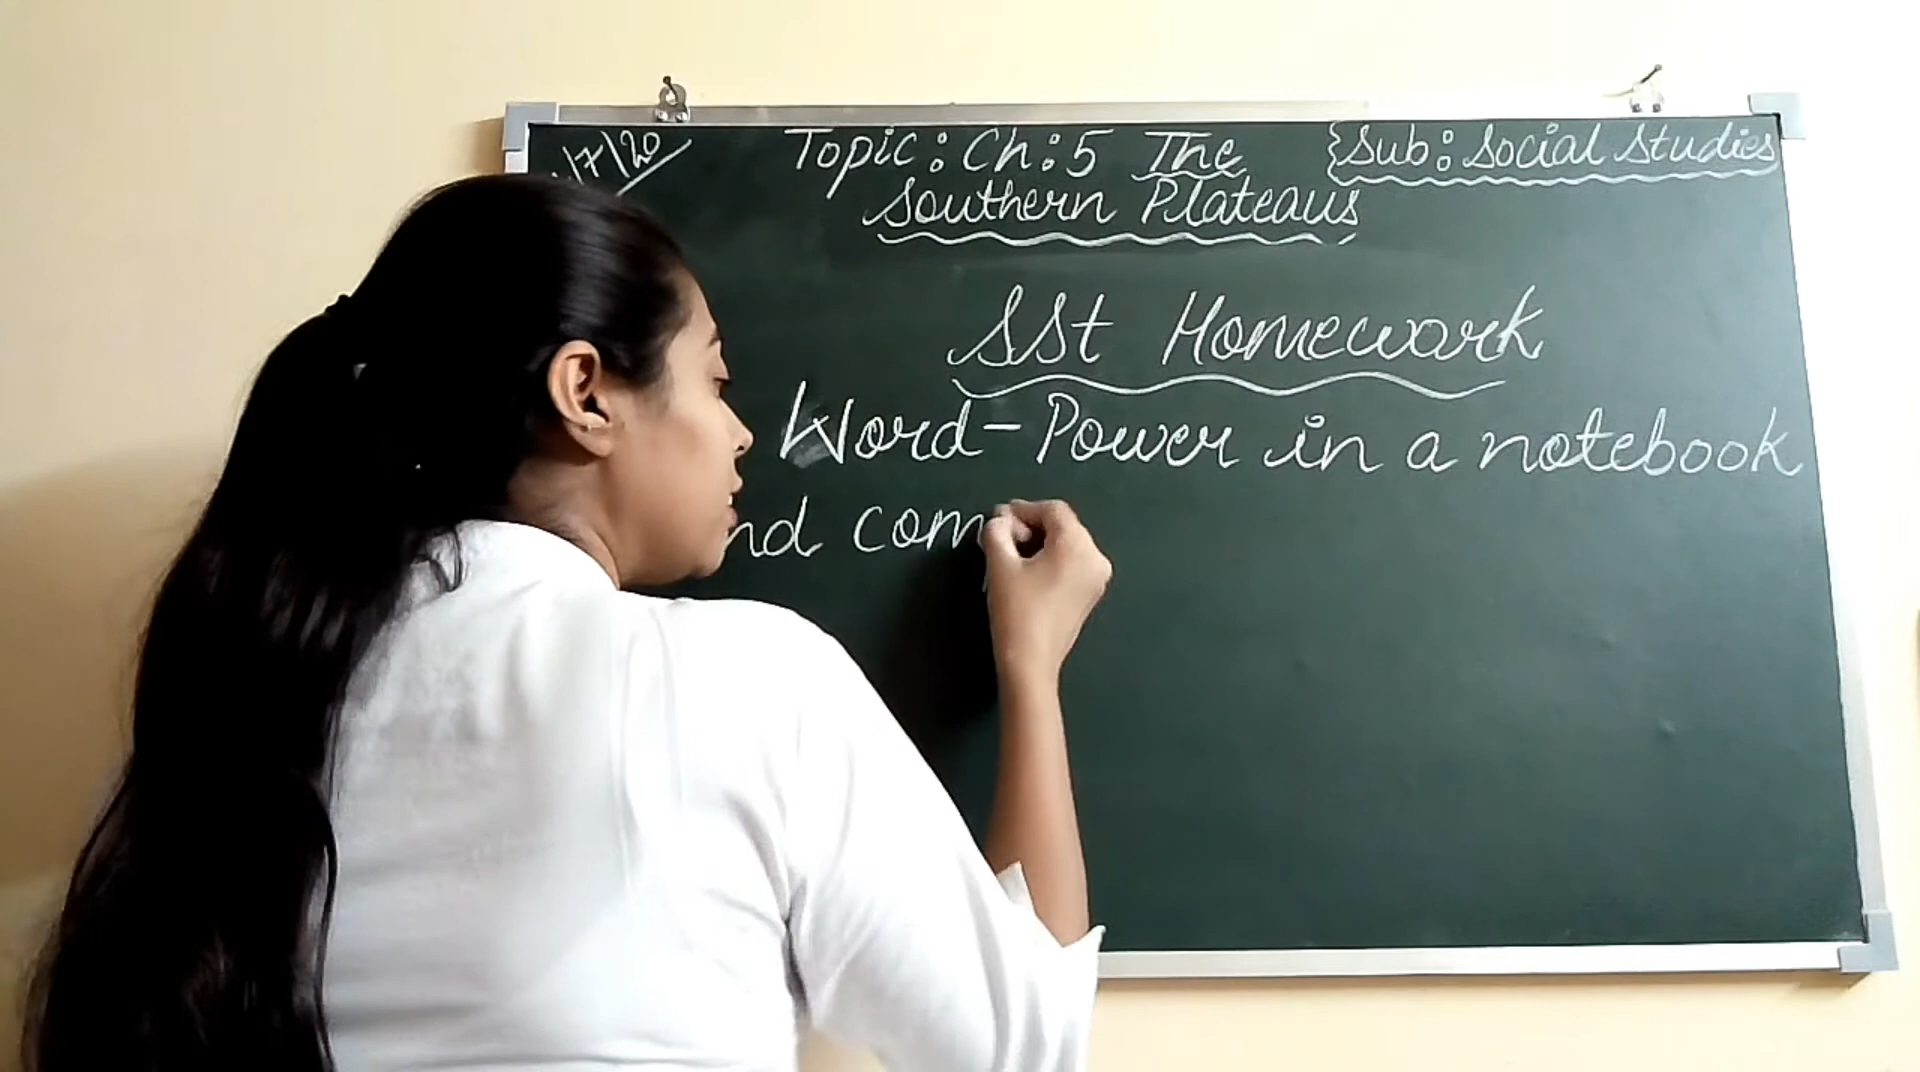 /7/20 Topic: Ch:5 The {Sub: Social Studies
Southern Plateaus
SSt Homework
Word-Power in a notebook
nd com